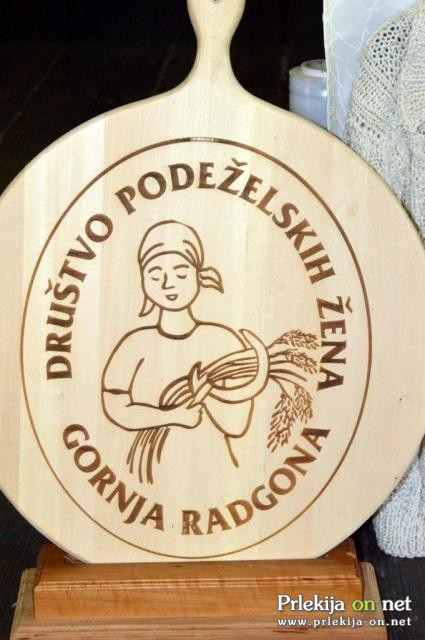 DRUŠTVO PODEŽELSKIH ŽENA
GORNJA RADGONA
Prlekija on net
www.prlekija-on.net